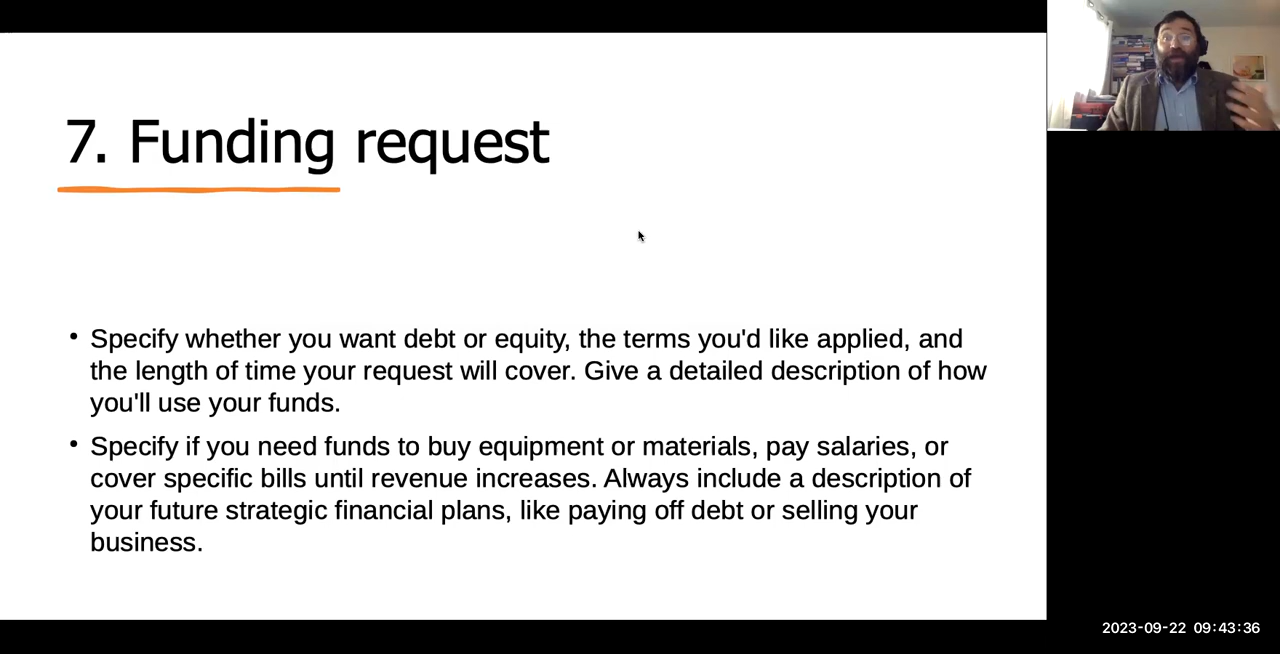 7. Funding request
• Specify whether you want debt or equity, the terms you'd like applied, and
the length of time your request will cover. Give a detailed description of how
you'll use your funds.
• Specify if you need funds to buy equipment or materials, pay salaries, or
cover specific bills until revenue increases. Always include a description of
your future strategic financial plans, like paying off debt or selling your
business.
2023-09-22 09:43:36